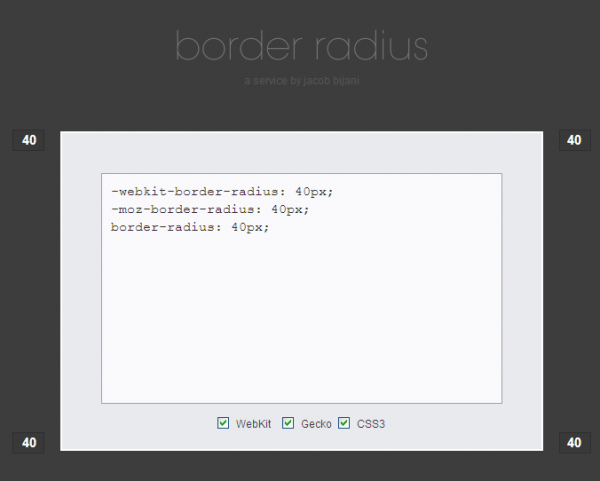 border radius
a service by jacob bijani
40 40
-webkit-border-radius: 40px;
-moz-border-radius: 40px;
border-radius: 40px;
WebKit Gecko CSS3
40 40